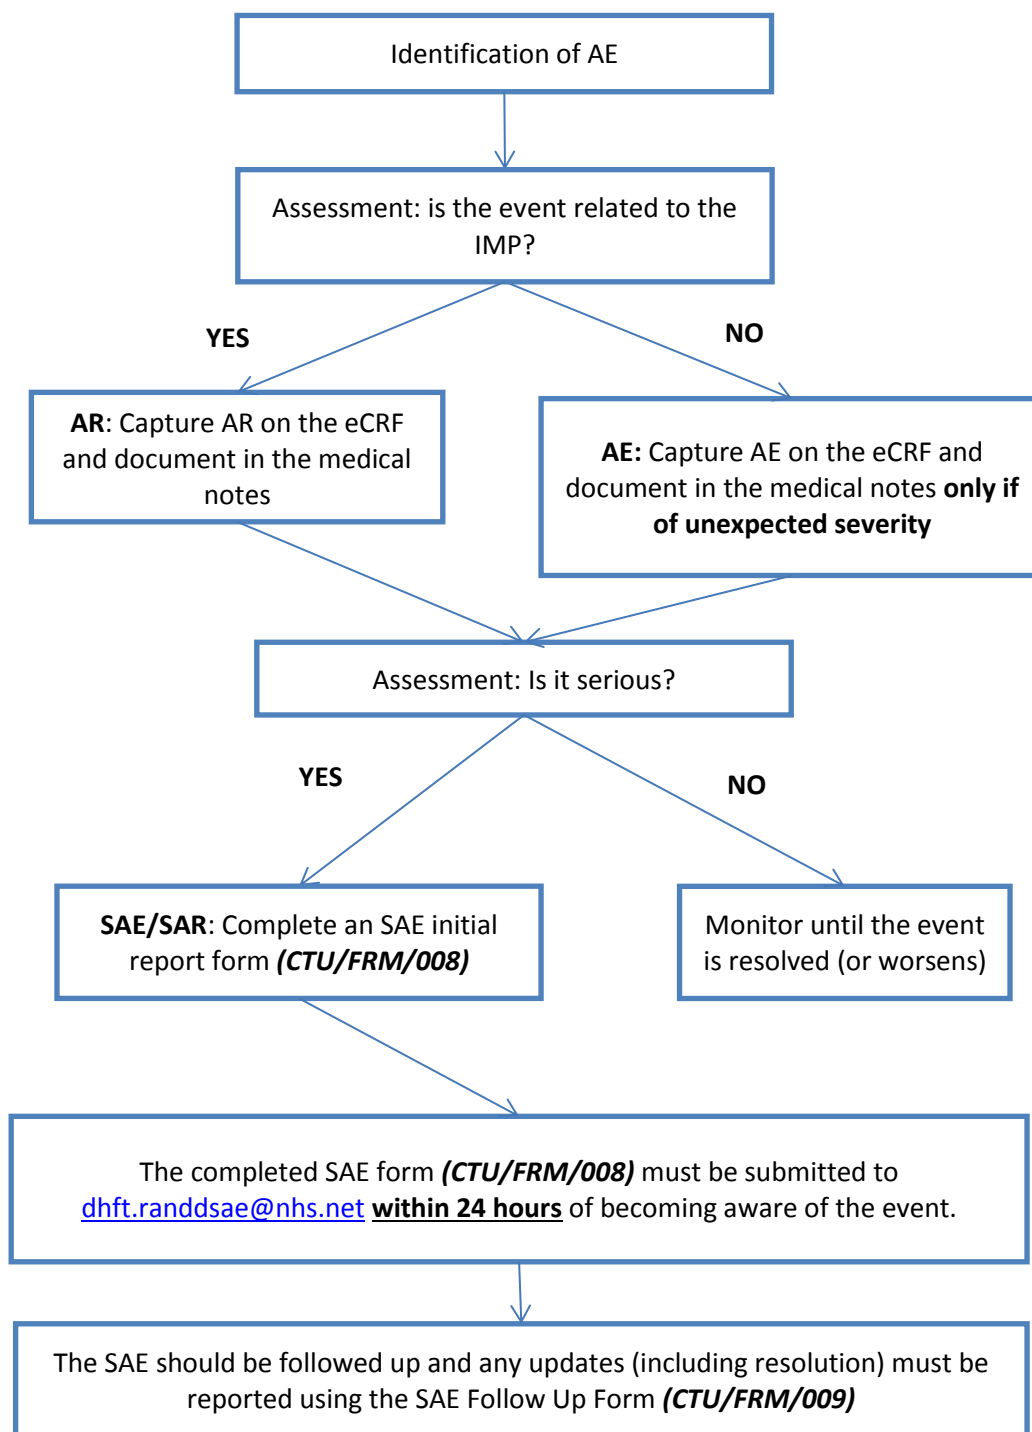 Identification of AE
Assessment: is the event related to the
IMP?
YES
NO
AR: Capture AR on the eCRF
and document in the medical
notes
AE: Capture AE on the eCRF and
document in the medical notes only if
of unexpected severity
Assessment: Is it serious?
YES
NO
SAE/SAR: Complete an SAE initial
report form (CTU/FRM/008)
Monitor until the event
is resolved (or worsens)
The completed SAE form (CTU/FRM/008) must be submitted to
dhft.randdsae@nhs.net within 24 hours of becoming aware of the event.
The SAE should be followed up and any updates (including resolution) must be
reported using the SAE Follow Up Form (CTU/FRM/009)